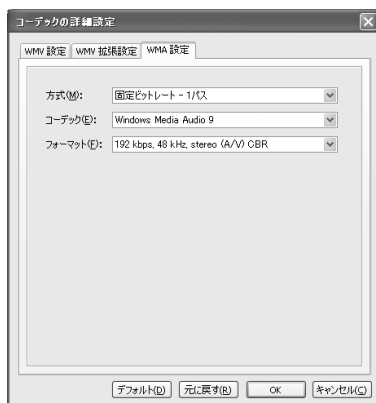 コーデックの詳細設定
WMV 設定 WMV 拡張設定 WMA 設定
方式(M): 固定ビットレート - 1パス
コーデック(E): Windows Media Audio 9
フォーマット(F): 192 kbps, 48 kHz, stereo (A/V) CBR
デフォルト(D) 元に戻す(R) OK キャンセル(C)